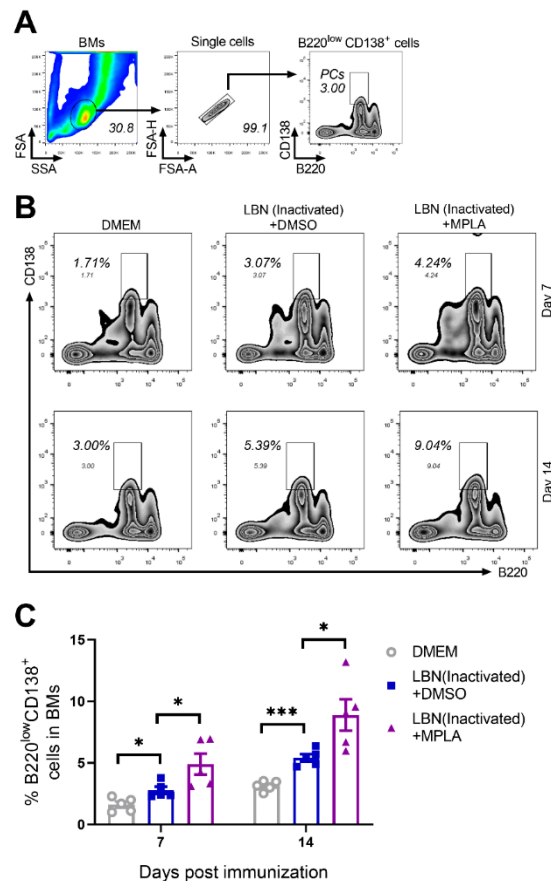 A
BMs
Single cells
B220low CD138+ cells
FSA
SSA
30.8
FSA-H
FSA-A
99.1
PCs
3.00
CD138
B220
B
DMEM
LBN (Inactivated)
+DMSO
LBN (Inactivated)
+MPLA
CD138
1.71%
1.71
3.07%
3.07
4.24%
4.24
Day 7
3.00%
3.00
5.39%
5.39
9.04%
9.04
Day 14
B220
C
% B220lowCD138+
cells in BMs
15
10
5
0
*
*
***
*
7
14
Days post immunization
DMEM
LBN(Inactivated)
+DMSO
LBN(Inactivated)
+MPLA